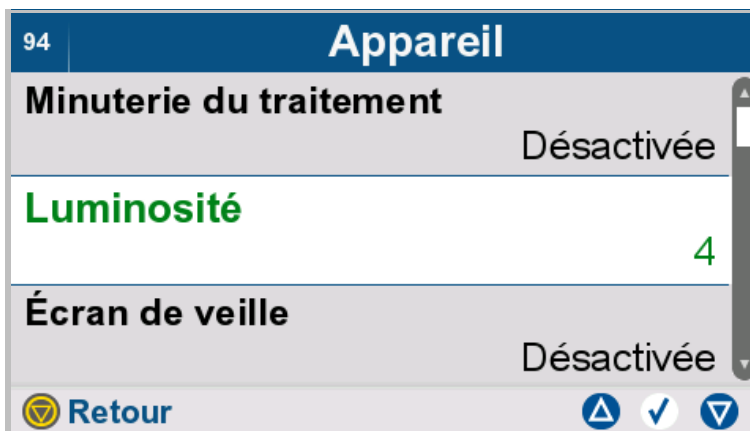 94 Appareil
Minuterie du traitement
Désactivée
Luminosité
4
Écran de veille
Désactivée
Retour